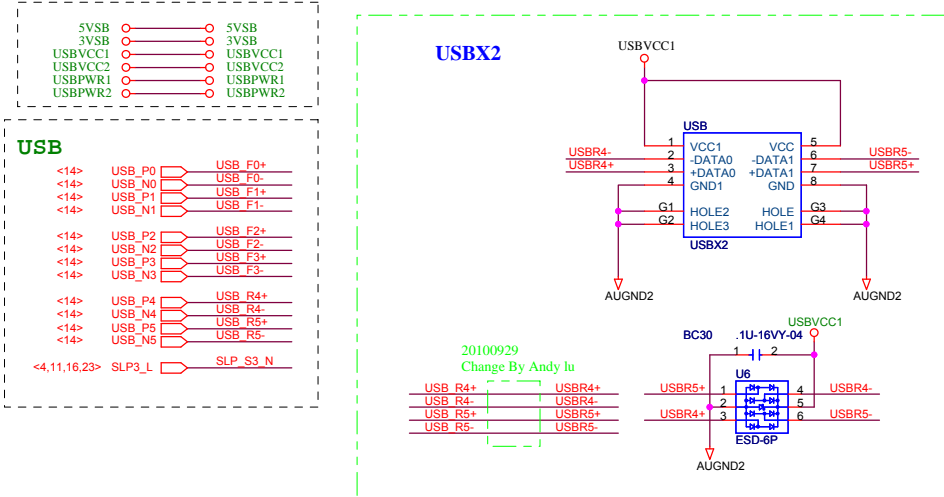 5VSB 5VSB
3VSB 3VSB
USBVCC1 USBVCC1
USBVCC2 USBVCC2
USBPWR1 USBPWR1
USBPWR2 USBPWR2
USB
<14> USB_P0 USB_F0+
<14> USB_N0 USB_F0-
<14> USB_P1 USB_F1+
<14> USB_N1 USB_F1-
<14> USB_P2 USB_F2+
<14> USB_N2 USB_F2-
<14> USB_P3 USB_F3+
<14> USB_N3 USB_F3-
<14> USB_P4 USB_R4+
<14> USB_N4 USB_R4-
<14> USB_P5 USB_R5+
<14> USB_N5 USB_R5-
<4,11,16,23> SLP3_L SLP_S3_N
USBX2
USBVCC1
USB
1 VCC1 VCC 5
USBR4- 2 -DATA0 -DATA1 6 USBR5-
USBR4+ 3 +DATA0 +DATA1 7 USBR5+
4 GND1 GND 8
G1 HOLE2 HOLE G3
G2 HOLE3 HOLE1 G4
USBX2
AUGND2 AUGND2
20100929
Change By Andy lu
USB_R4+ USBR4+
USB_R4- USBR4-
USB_R5+ USBR5+
USB_R5- USBR5-
USBVCC1
BC30 .1U-16VY-04
1 2
U6
USBR5+ 1 4 USBR4-
2 5
USBR4+ 3 6 USBR5-
ESD-6P
AUGND2